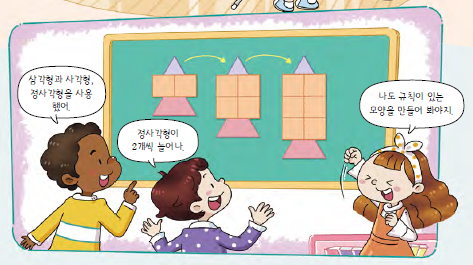 삼각형과 사각형,
정사각형을 사용
했어.
정사각형이
2개씩 늘어나.
나도 규칙이 있는
모양을 만들어 봐야지.